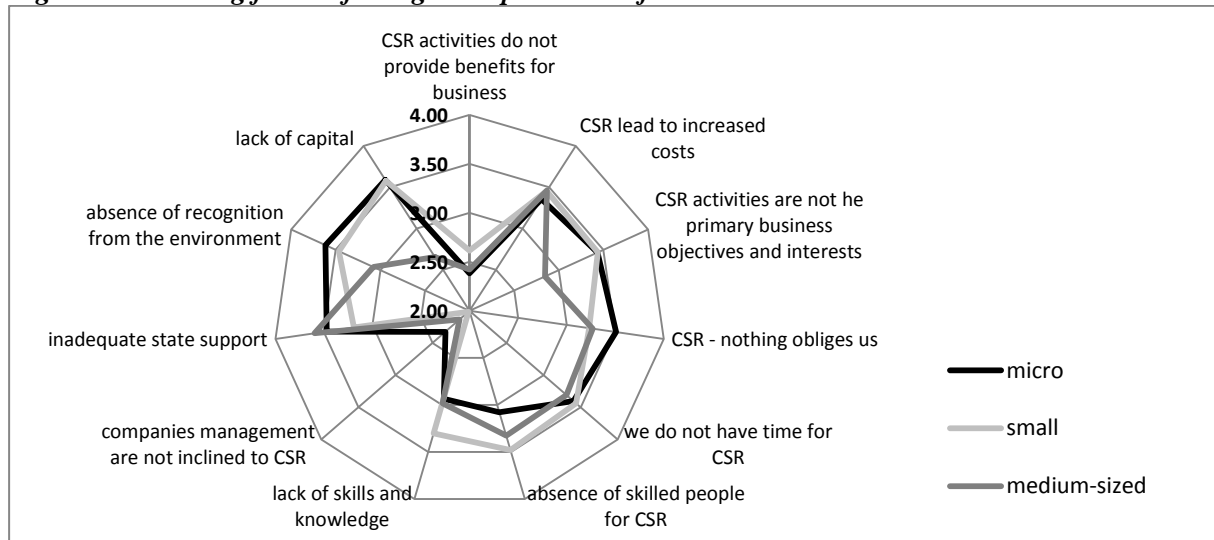 CSR activities do not
provide benefits for
business
4.00
CSR lead to increased
costs
lack of capital
3.50
CSR activities are not he
primary business
objectives and interests
absence of recognition
from the environment
3.00
2.50
inadequate state support
2.00
CSR - nothing obliges us
micro
companies management
are not inclined to CSR
we do not have time for
CSR
small
lack of skills and
knowledge
absence of skilled people
for CSR
medium-sized